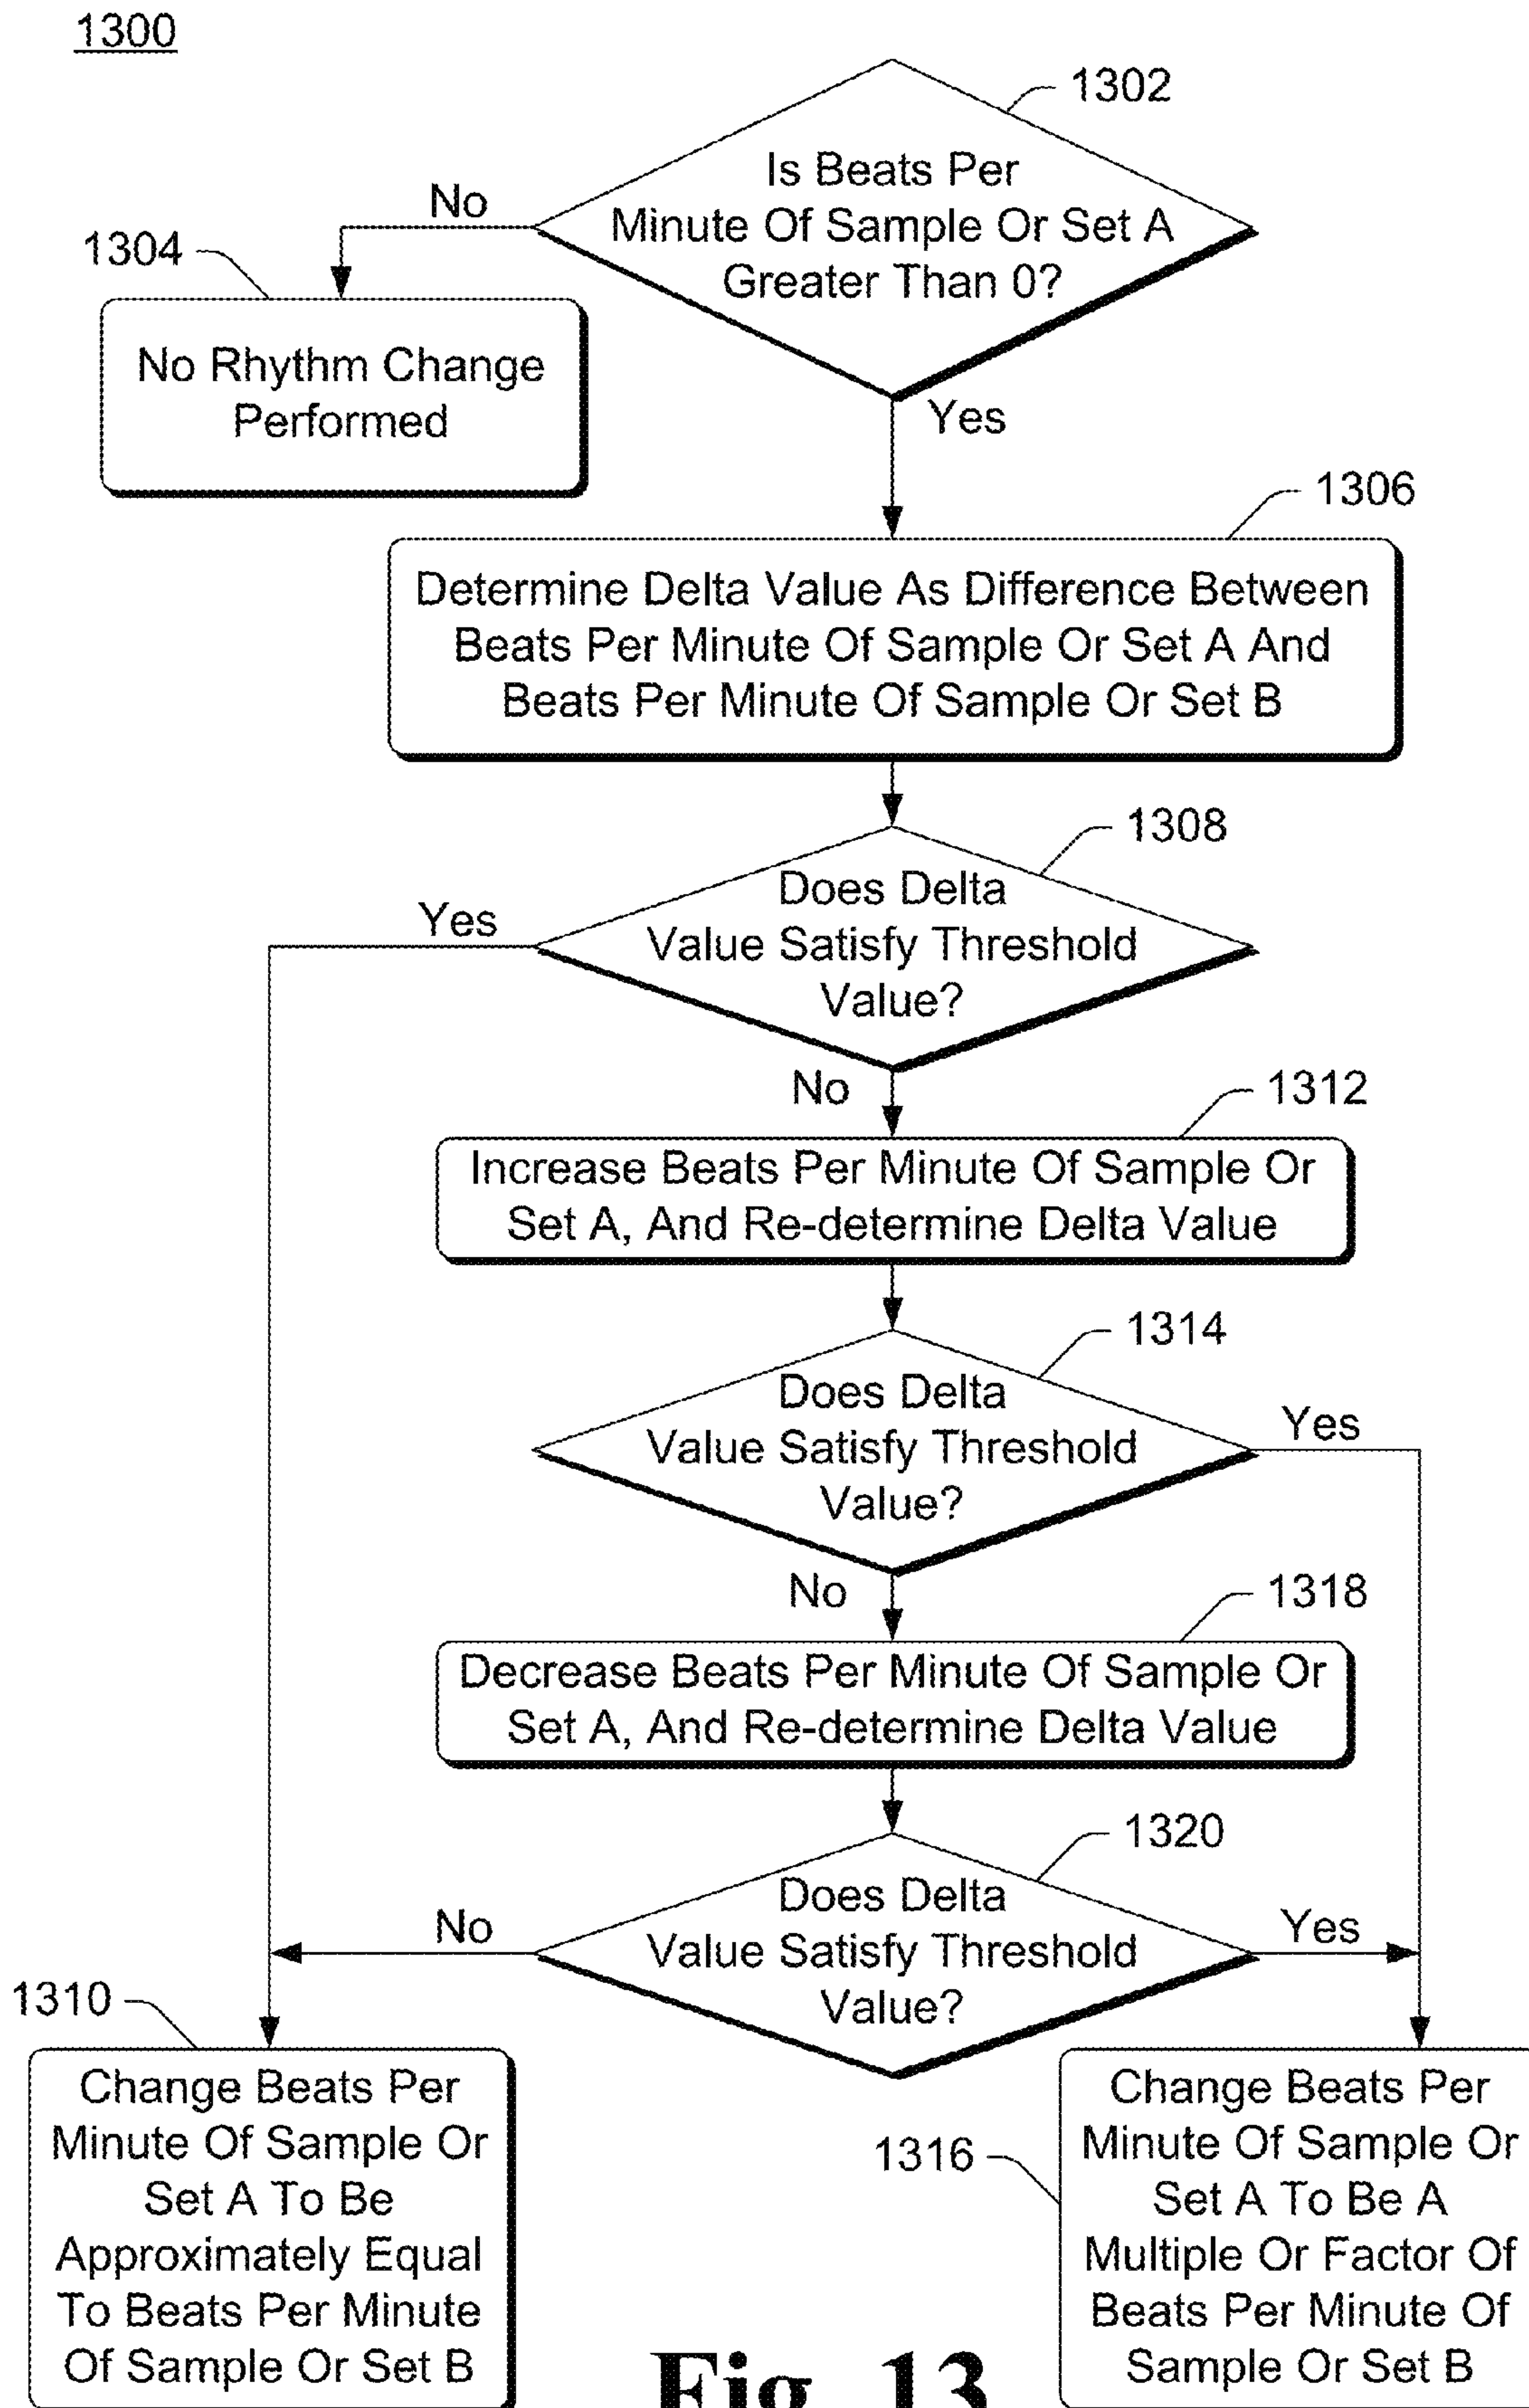 1300
1302
Is Beats Per
Minute Of Sample Or Set A
Greater Than 0?
No
1304
No Rhythm Change
Performed
Yes
1306
Determine Delta Value As Difference Between
Beats Per Minute Of Sample Or Set A And
Beats Per Minute Of Sample Or Set B
1308
Does Delta
Value Satisfy Threshold
Value?
Yes
No
1312
Increase Beats Per Minute Of Sample Or
Set A, And Re-determine Delta Value
1314
Does Delta
Value Satisfy Threshold
Value?
Yes
No
1318
Decrease Beats Per Minute Of Sample Or
Set A, And Re-determine Delta Value
1320
Does Delta
Value Satisfy Threshold
Value?
No
Yes
1310
Change Beats Per
Minute Of Sample Or
Set A To Be
Approximately Equal
To Beats Per Minute
Of Sample Or Set B
1316
Change Beats Per
Minute Of Sample Or
Set A To Be A
Multiple Or Factor Of
Beats Per Minute Of
Sample Or Set B
Fig. 13